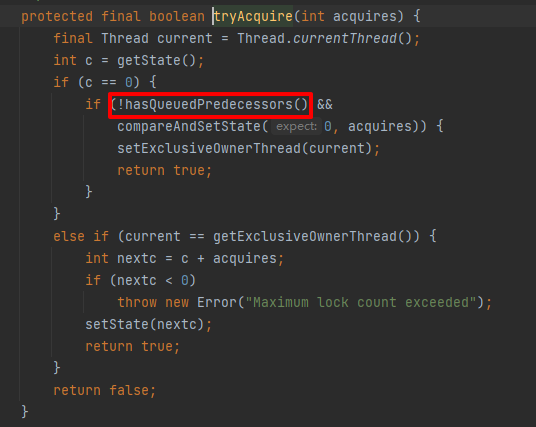 protected final boolean tryAcquire(int acquires) {
    final Thread current = Thread.currentThread();
    int c = getState();
    if (c == 0) {
        if (!hasQueuedPredecessors() &&
            compareAndSetState( expect: 0, acquires)) {
            setExclusiveOwnerThread(current);
            return true;
        }
    }
    else if (current == getExclusiveOwnerThread()) {
        int nextc = c + acquires;
        if (nextc < 0)
            throw new Error("Maximum lock count exceeded");
        setState(nextc);
        return true;
    }
    return false;
}